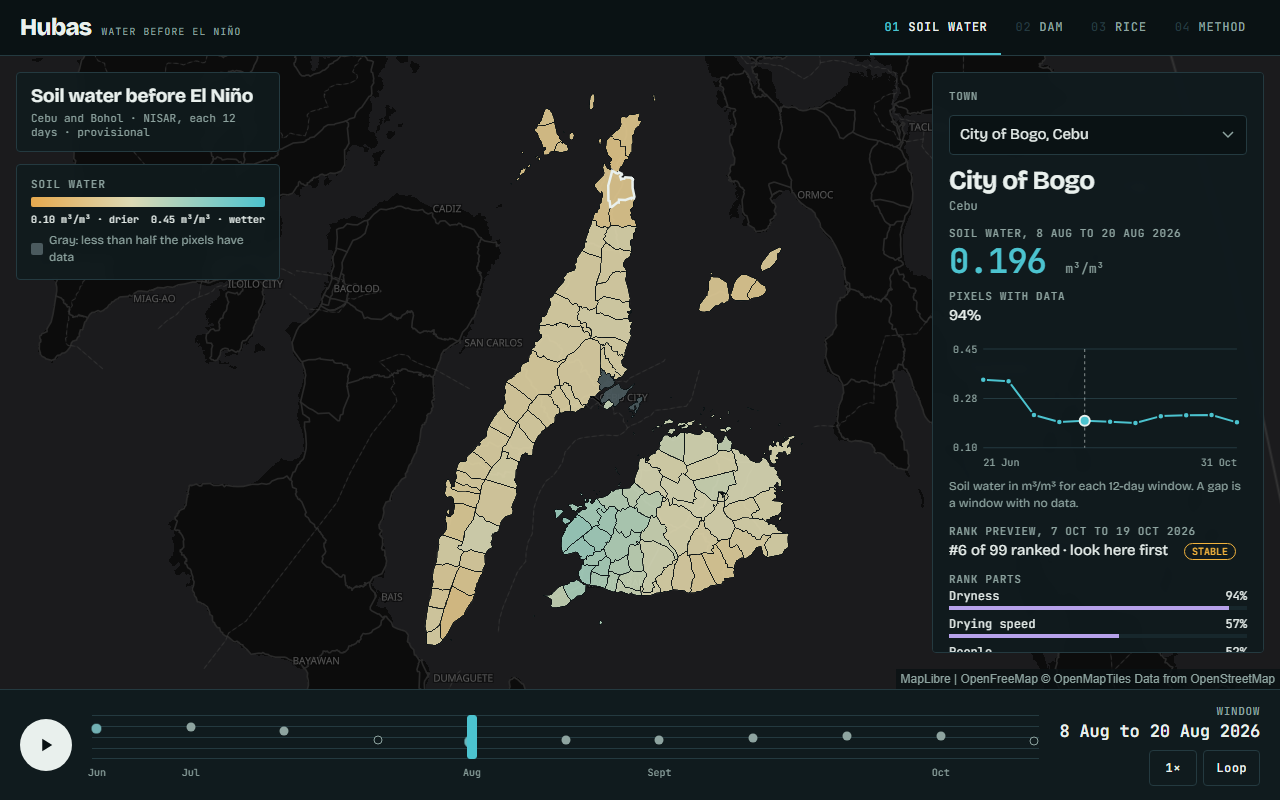 Hubas WATER BEFORE EL NIÑO
01 SOIL WATER
02 DAM
03 RICE
04 METHOD
Soil water before El Niño
Cebu and Bohol · NISAR, each 12
days · provisional
SOIL WATER
0.10 m³/m³ · drier 0.45 m³/m³ · wetter
Gray: less than half the pixels have
data
CADIZ
ILOILO CITY
MIAG-AO
BACOLOD
SAN CARLOS
ORMOC
CITY
BAIS
BAYAWAN
DUMAGUETE
TOWN
City of Bogo, Cebu
City of Bogo
Cebu
SOIL WATER, 8 AUG TO 20 AUG 2026
0.196 m³/m³
PIXELS WITH DATA
94%
0.45
0.28
0.10
21 Jun 31 Oct
Soil water in m³/m³ for each 12-day window. A gap is
a window with no data.
RANK PREVIEW, 7 OCT TO 19 OCT 2026
#6 of 99 ranked · look here first STABLE
RANK PARTS
Dryness 94%
Drying speed 57%
People 52%
MapLibre | OpenFreeMap © OpenMapTiles Data from OpenStreetMap
Jun Jul Aug Sept Oct
WINDOW
8 Aug to 20 Aug 2026
1× Loop